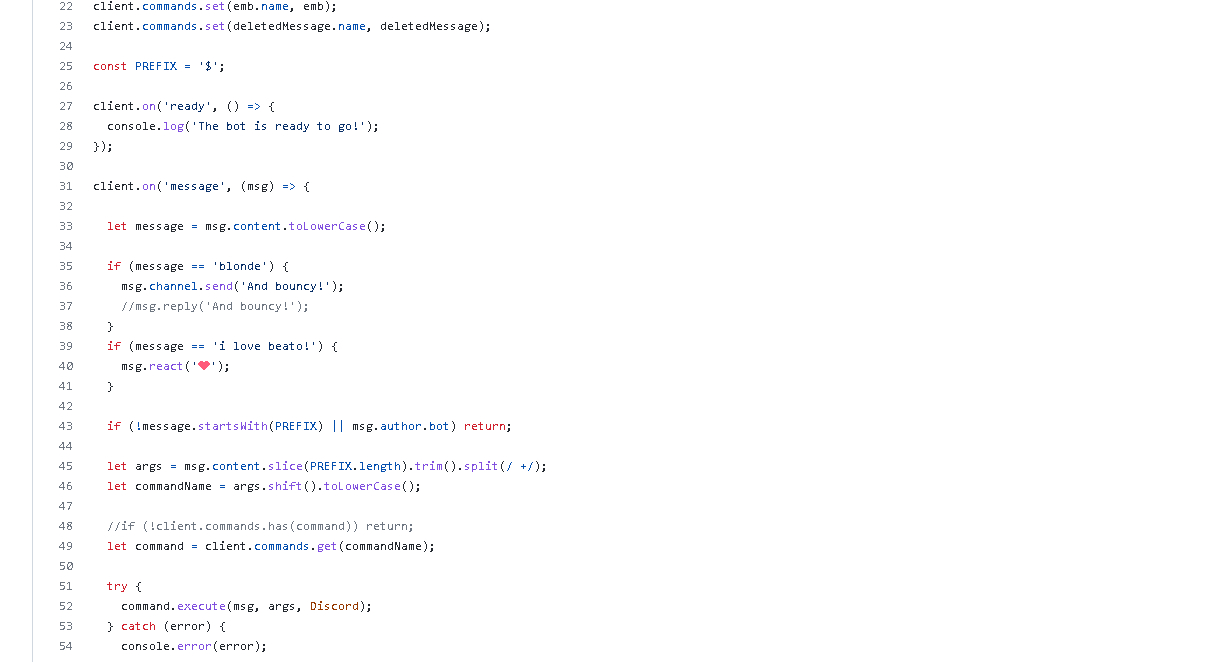 22 client.commands.set(emb.name, emb);
23 client.commands.set(deletedMessage.name, deletedMessage);
24
25 const PREFIX = '$';
26
27 client.on('ready', () => {
28   console.log('The bot is ready to go!');
29 });
30
31 client.on('message', (msg) => {
32
33   let message = msg.content.toLowerCase();
34
35   if (message == 'blonde') {
36     msg.channel.send('And bouncy!');
37     //msg.reply('And bouncy!');
38   }
39   if (message == 'i love beato!') {
40     msg.react('❤️');
41   }
42
43   if (!message.startsWith(PREFIX) || msg.author.bot) return;
44
45   let args = msg.content.slice(PREFIX.length).trim().split(/ +/);
46   let commandName = args.shift().toLowerCase();
47
48   //if (!client.commands.has(command)) return;
49   let command = client.commands.get(commandName);
50
51   try {
52     command.execute(msg, args, Discord);
53   } catch (error) {
54     console.error(error);